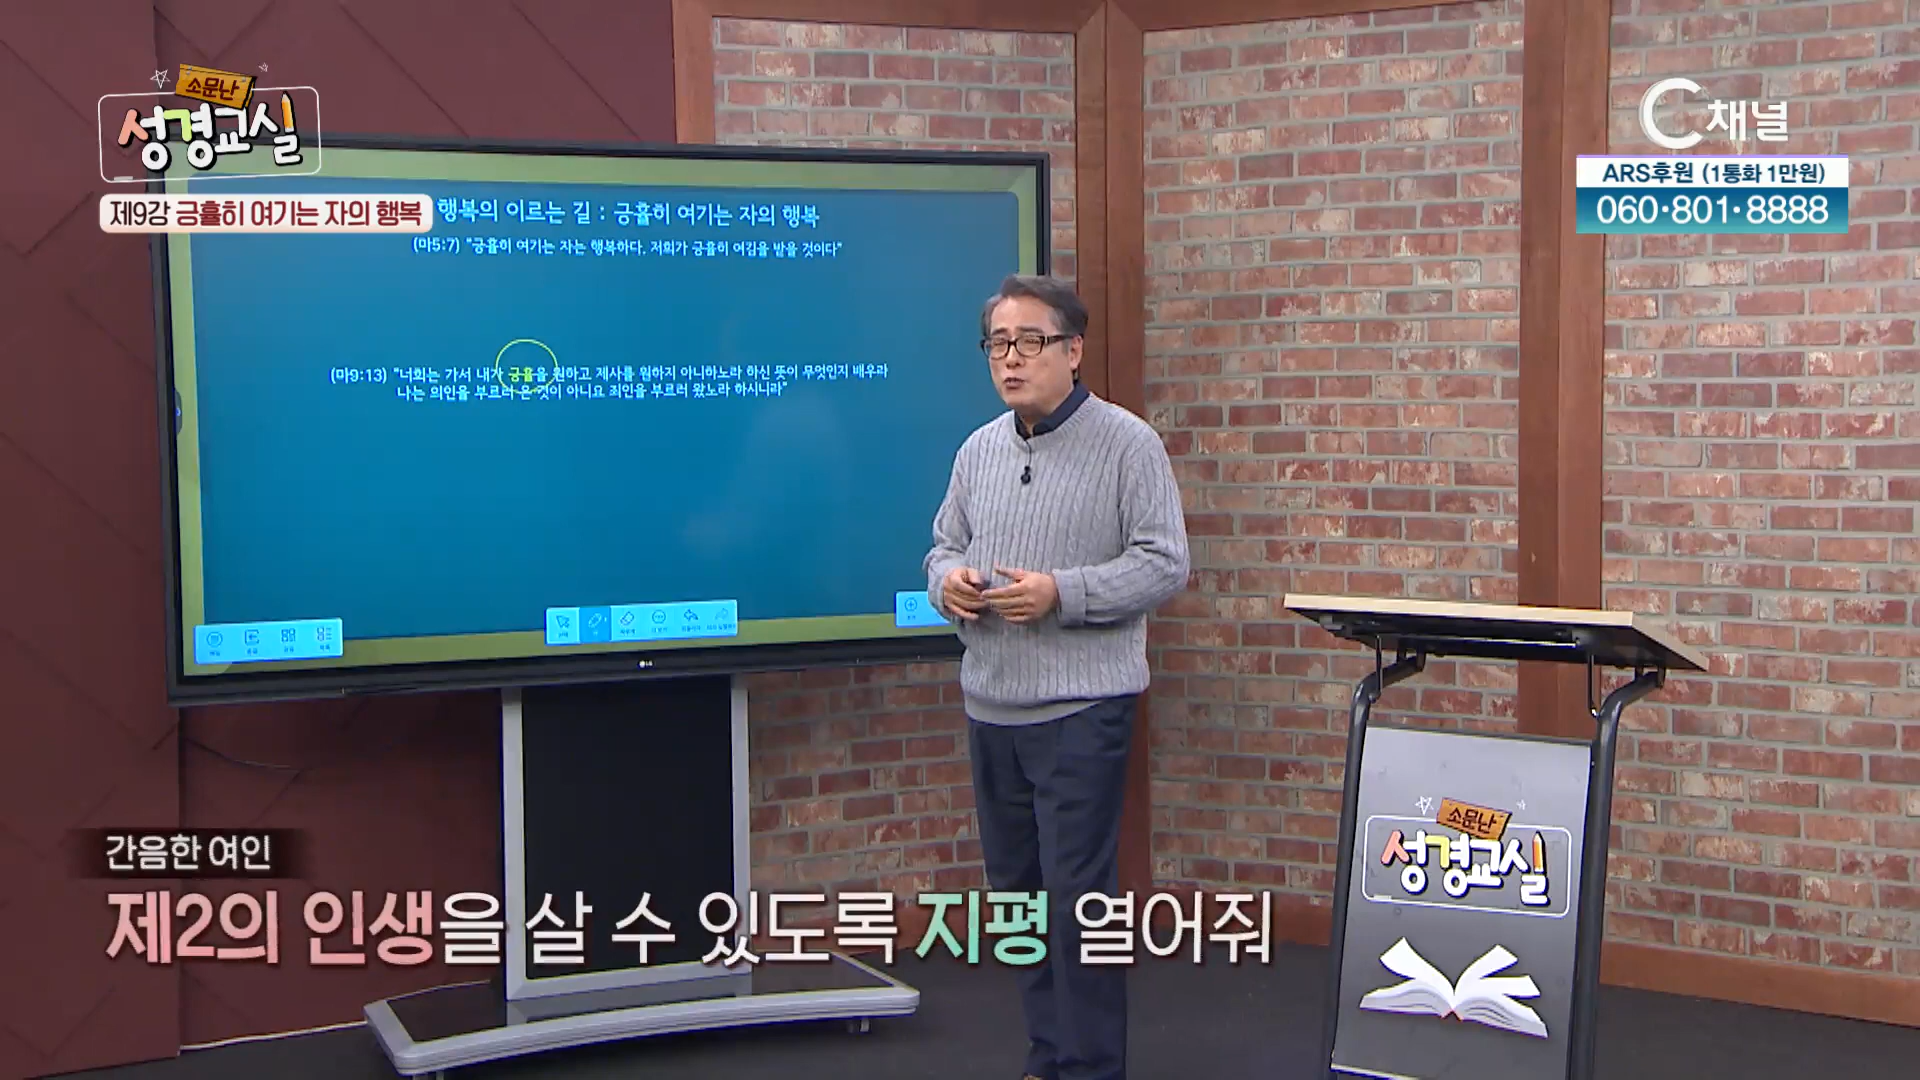 소문난
성경교실
제9강 긍휼히 여기는 자의 행복
C채널
ARS후원 (1통화 1만원)
060·801·8888
행복의 이르는 길 : 긍휼히 여기는 자의 행복
(마5:7) "긍휼히 여기는 자는 행복하다. 저희가 긍휼히 여김을 받을 것이다"
(마9:13) "너희는 가서 내가 긍휼을 원하고 제사를 원하지 아니하노라 하신 뜻이 무엇인지 배우라
나는 의인을 부르러 온 것이 아니요 죄인을 부르러 왔노라 하시니라"
LG
간음한 여인
제2의 인생을 살 수 있도록 지평 열어줘
소문난
성경교실